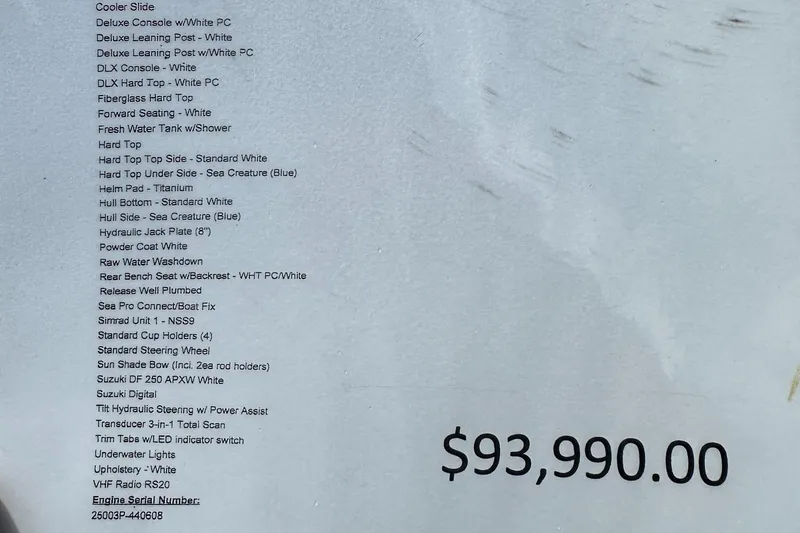 Cooler Slide
Deluxe Console w/White PC
Deluxe Leaning Post - White
Deluxe Leaning Post w/White PC
DLX Console - White
DLX Hard Top - White PC
Fiberglass Hard Top
Forward Seating - White
Fresh Water Tank w/Shower
Hard Top
Hard Top Top Side - Standard White
Hard Top Under Side - Sea Creature (Blue)
Helm Pad - Titanium
Hull Bottom - Standard White
Hull Side - Sea Creature (Blue)
Hydraulic Jack Plate (8")
Powder Coat White
Raw Water Washdown
Rear Bench Seat w/Backrest - WHT PC/White
Release Well Plumbed
Sea Pro Connect/Boat Fix
Simrad Unit 1 - NSS9
Standard Cup Holders (4)
Standard Steering Wheel
Sun Shade Bow (Incl. 2ea rod holders)
Suzuki DF 250 APXW White
Suzuki Digital
Tilt Hydraulic Steering w/ Power Assist
Transducer 3-in-1 Total Scan
Trim Tabs w/LED indicator switch
Underwater Lights
Upholstery - White
VHF Radio RS20
Engine Serial Number:
25003P-440608
$93,990.00